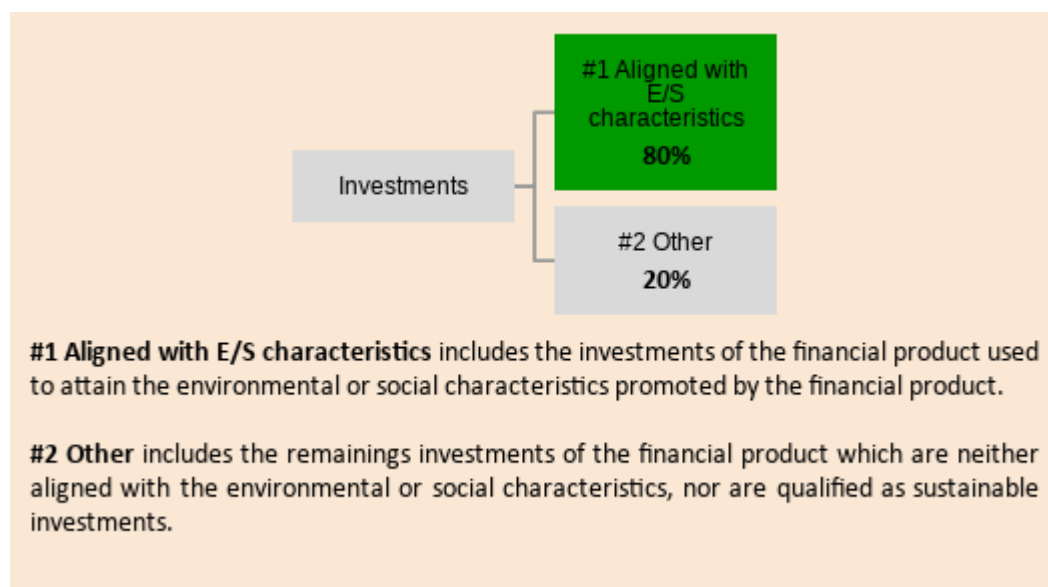 #1 Aligned with
E/S
characteristics
80%
Investments
#2 Other
20%
#1 Aligned with E/S characteristics includes the investments of the financial product used
to attain the environmental or social characteristics promoted by the financial product.
#2 Other includes the remainings investments of the financial product which are neither
aligned with the environmental or social characteristics, nor are qualified as sustainable
investments.